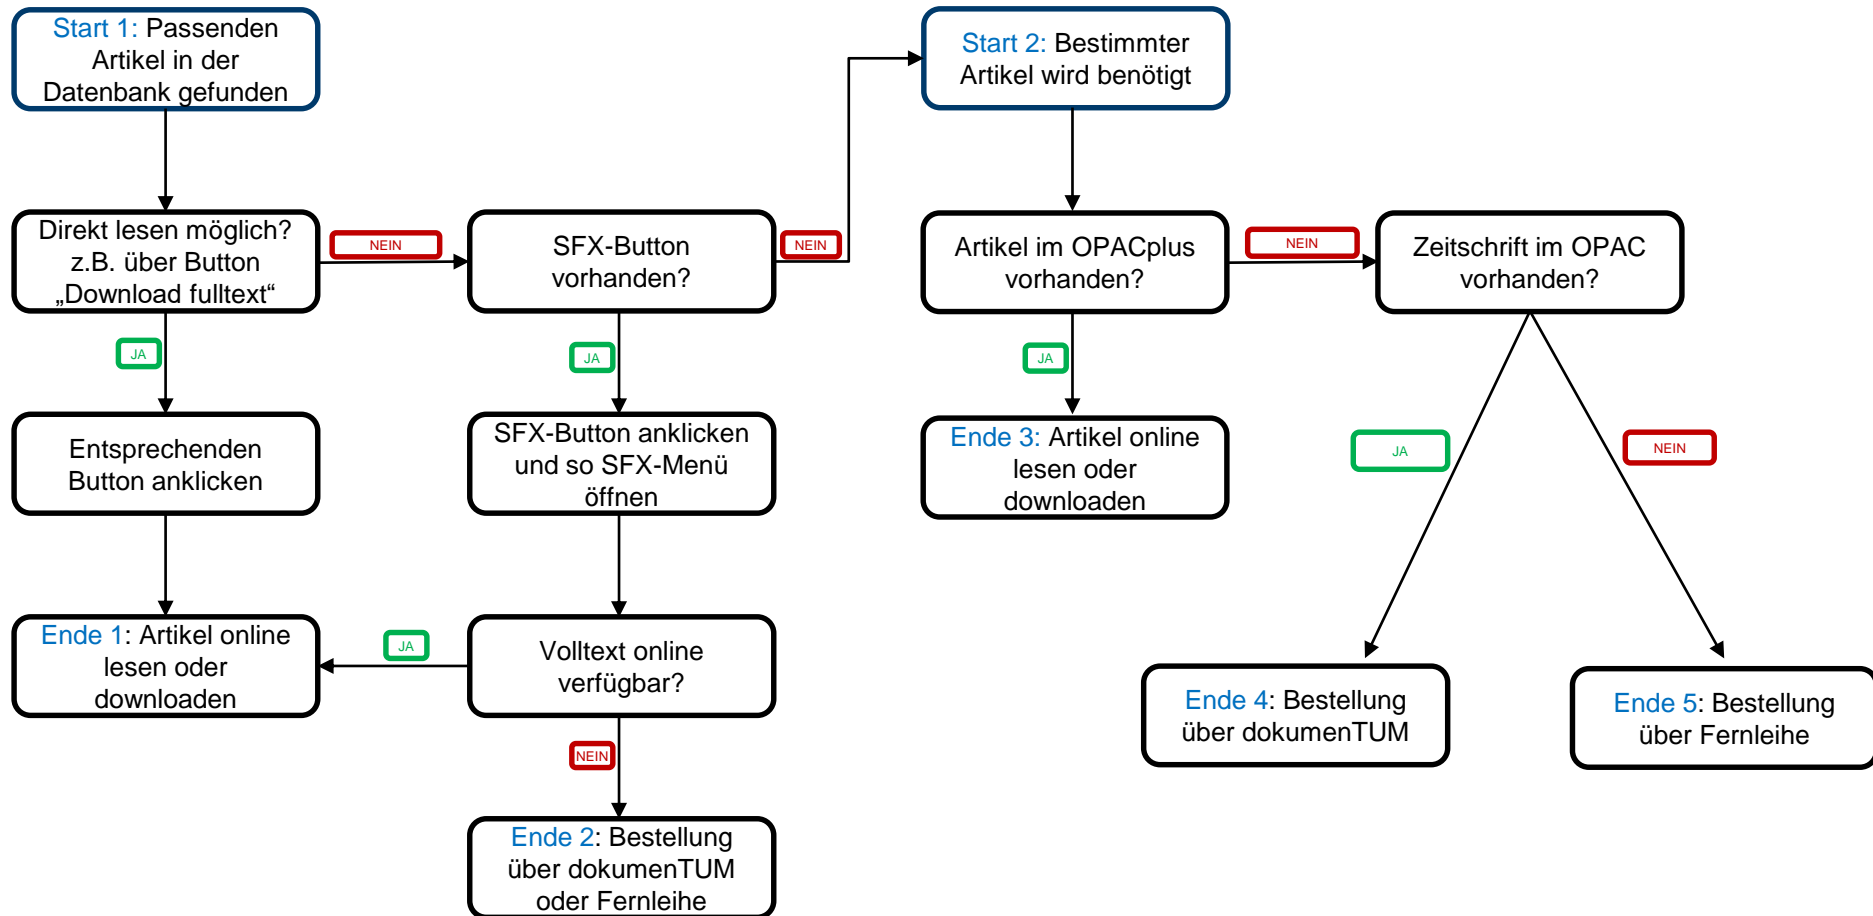 Start 1: Passenden
Artikel in der
Datenbank gefunden
Start 2: Bestimmter
Artikel wird benötigt
Direkt lesen möglich?
z.B. über Button
„Download fulltext“
NEIN
SFX-Button
vorhanden?
NEIN
Artikel im OPACplus
vorhanden?
NEIN
Zeitschrift im OPAC
vorhanden?
JA
JA
JA
JA
NEIN
Entsprechenden
Button anklicken
SFX-Button anklicken
und so SFX-Menü
öffnen
Ende 3: Artikel online
lesen oder
downloaden
Ende 1: Artikel online
lesen oder
downloaden
JA
Volltext online
verfügbar?
Ende 4: Bestellung
über dokumenTUM
Ende 5: Bestellung
über Fernleihe
NEIN
Ende 2: Bestellung
über dokumenTUM
oder Fernleihe